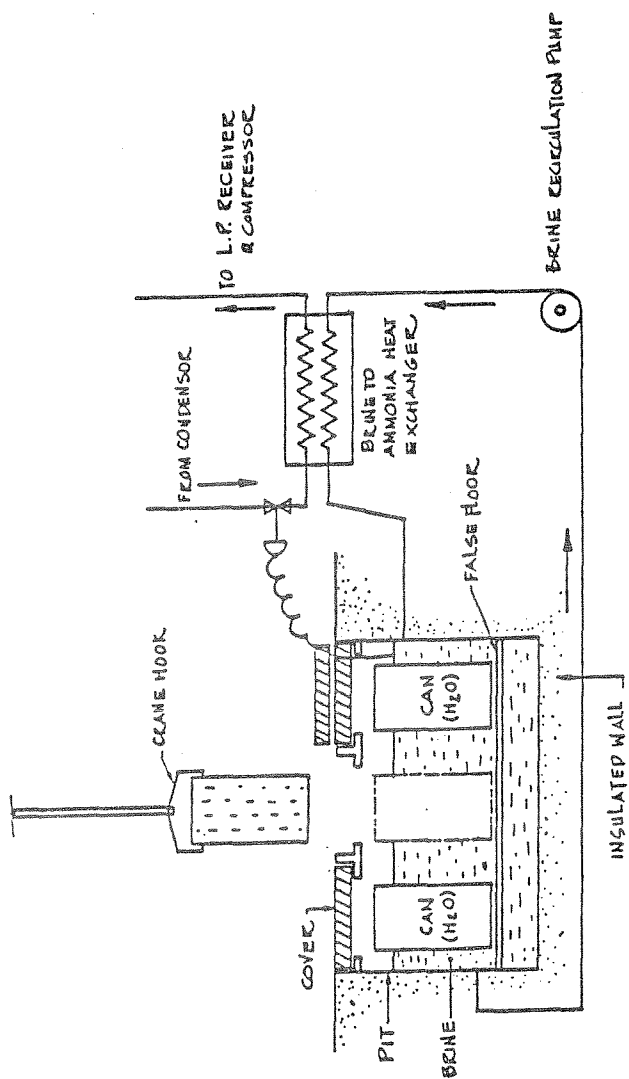 CRANE HOOK
COVER
PIT
BRINE
CAN
(H2O)
CAN
(H2O)
FROM CONDENSOR
TO L.P. RECEIVER
& COMPRESSOR
BRINE TO
AMMONIA HEAT
EXCHANGER
FALSE FLOOR
INSULATED WALL
BRINE RECIRCULATION PUMP